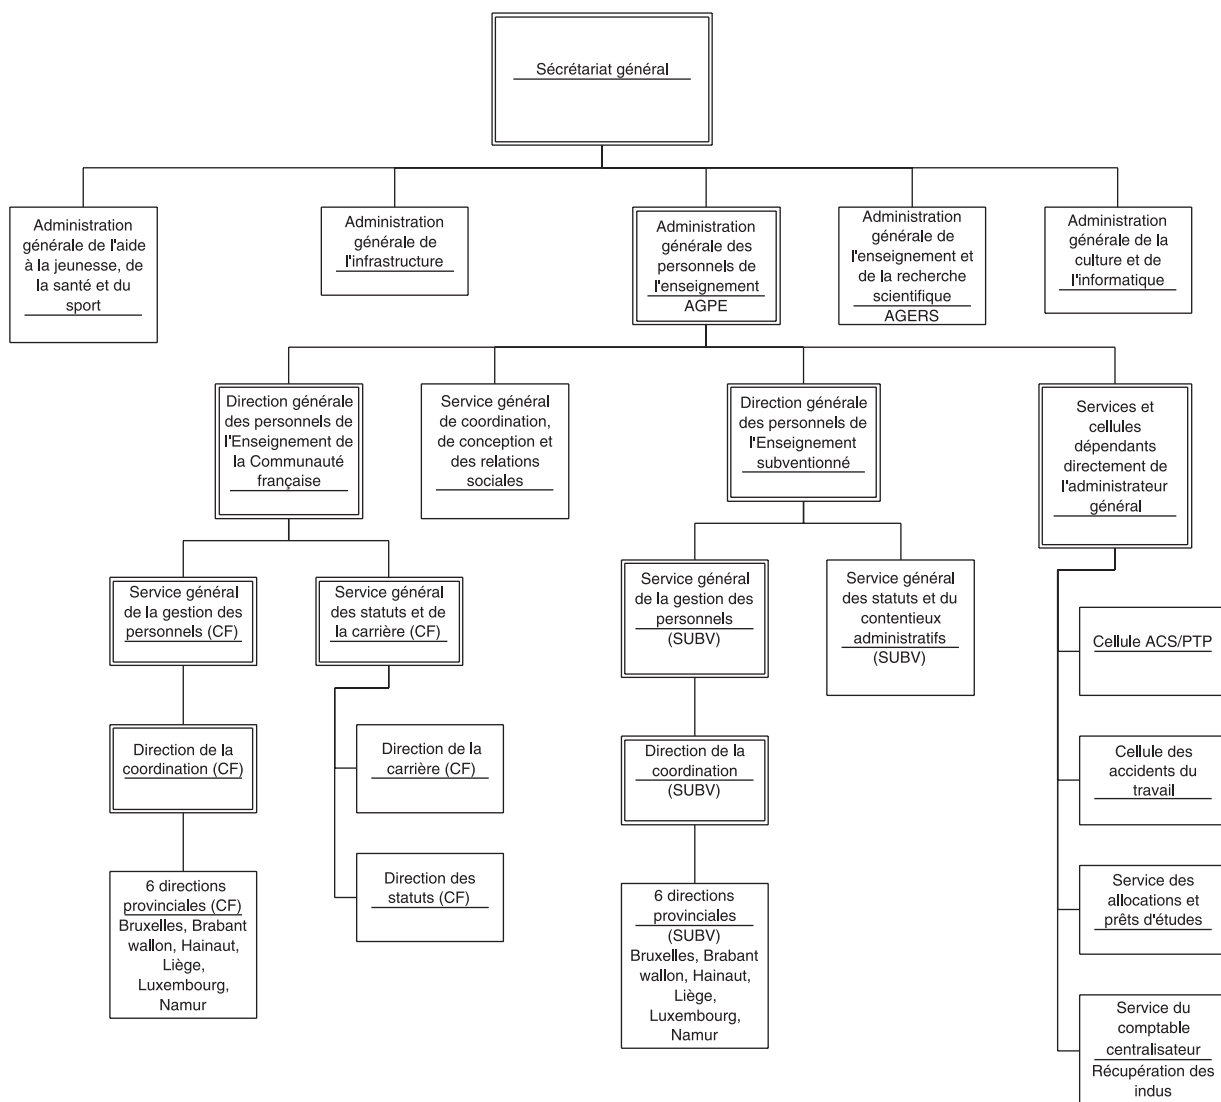 Sécrétariat général
Administration
générale de l'aide
à la jeunesse, de
la santé et du
sport
Administration
générale de
l'infrastructure
Administration
générale des
personnels de
l'enseignement
AGPE
Administration
générale de
l'enseignement et
de la recherche
scientifique
AGERS
Administration
générale de la
culture et de
l'informatique
Direction générale
des personnels de
l'Enseignement de
la Communauté
française
Service général
de coordination,
de conception et
des relations
sociales
Direction générale
des personnels de
l'Enseignement
subventionné
Services et
cellules
dépendants
directement de
l'administrateur
général
Service général
de la gestion des
personnels (CF)
Service général
des statuts et de
la carrière (CF)
Service général
de la gestion des
personnels
(SUBV)
Service général
des statuts et du
contentieux
administratifs
(SUBV)
Cellule ACS/PTP
Direction de la
coordination (CF)
Direction de la
carrière (CF)
Direction de la
coordination
(SUBV)
Cellule des
accidents du
travail
6 directions
provinciales (CF)
Bruxelles, Brabant
wallon, Hainaut,
Liège,
Luxembourg,
Namur
Direction des
statuts (CF)
6 directions
provinciales
(SUBV)
Bruxelles, Brabant
wallon, Hainaut,
Liège,
Luxembourg,
Namur
Service des
allocations et
prêts d'études
Service du
comptable
centralisateur
Récupération des
indus